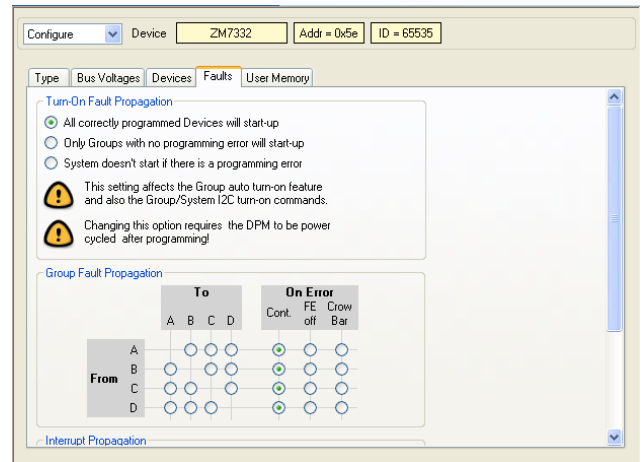 Configure Device ZM7332 Addr = 0x5e ID = 65535
Type Bus Voltages Devices Faults User Memory
Turn-On Fault Propagation
All correctly programmed Devices will start-up
Only Groups with no programming error will start-up
System doesn't start if there is a programming error
This setting affects the Group auto turn-on feature
and also the Group/System I2C turn-on commands.
Changing this option requires the DPM to be power
cycled after programming!
Group Fault Propagation
To On Error
A B C D Cont. FE off Crow Bar
From
A
B
C
D
Interrupt Propagation